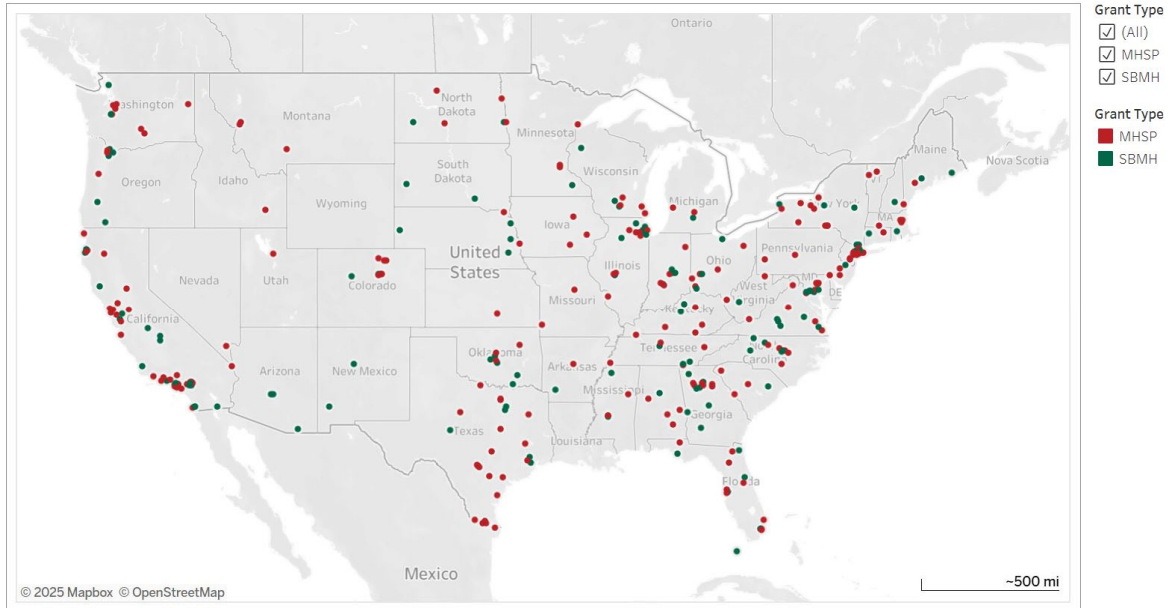 Grant Type
(All)
MHSP
SBMH
Grant Type
MHSP
SBMH
Ontario
ashington
Montana
North
Dakota
Minnesota
Maine
Nova Scotia
Oregon
Idaho
South
Dakota
Wisconsin
Michigan
VT
York
MA
Wyoming
Iowa
Nevada
Utah
Colorado
United
States
Illinois
Ohio
Pennsylvania
MD
DE
West
irginia
California
Missouri
Kentucky
Arizona
New Mexico
Oklahoma
Arkansas
Tennessee
Carolina
Mississippi
Georgia
Texas
Louisiana
Florida
Mexico
© 2025 Mapbox © OpenStreetMap
~500 mi